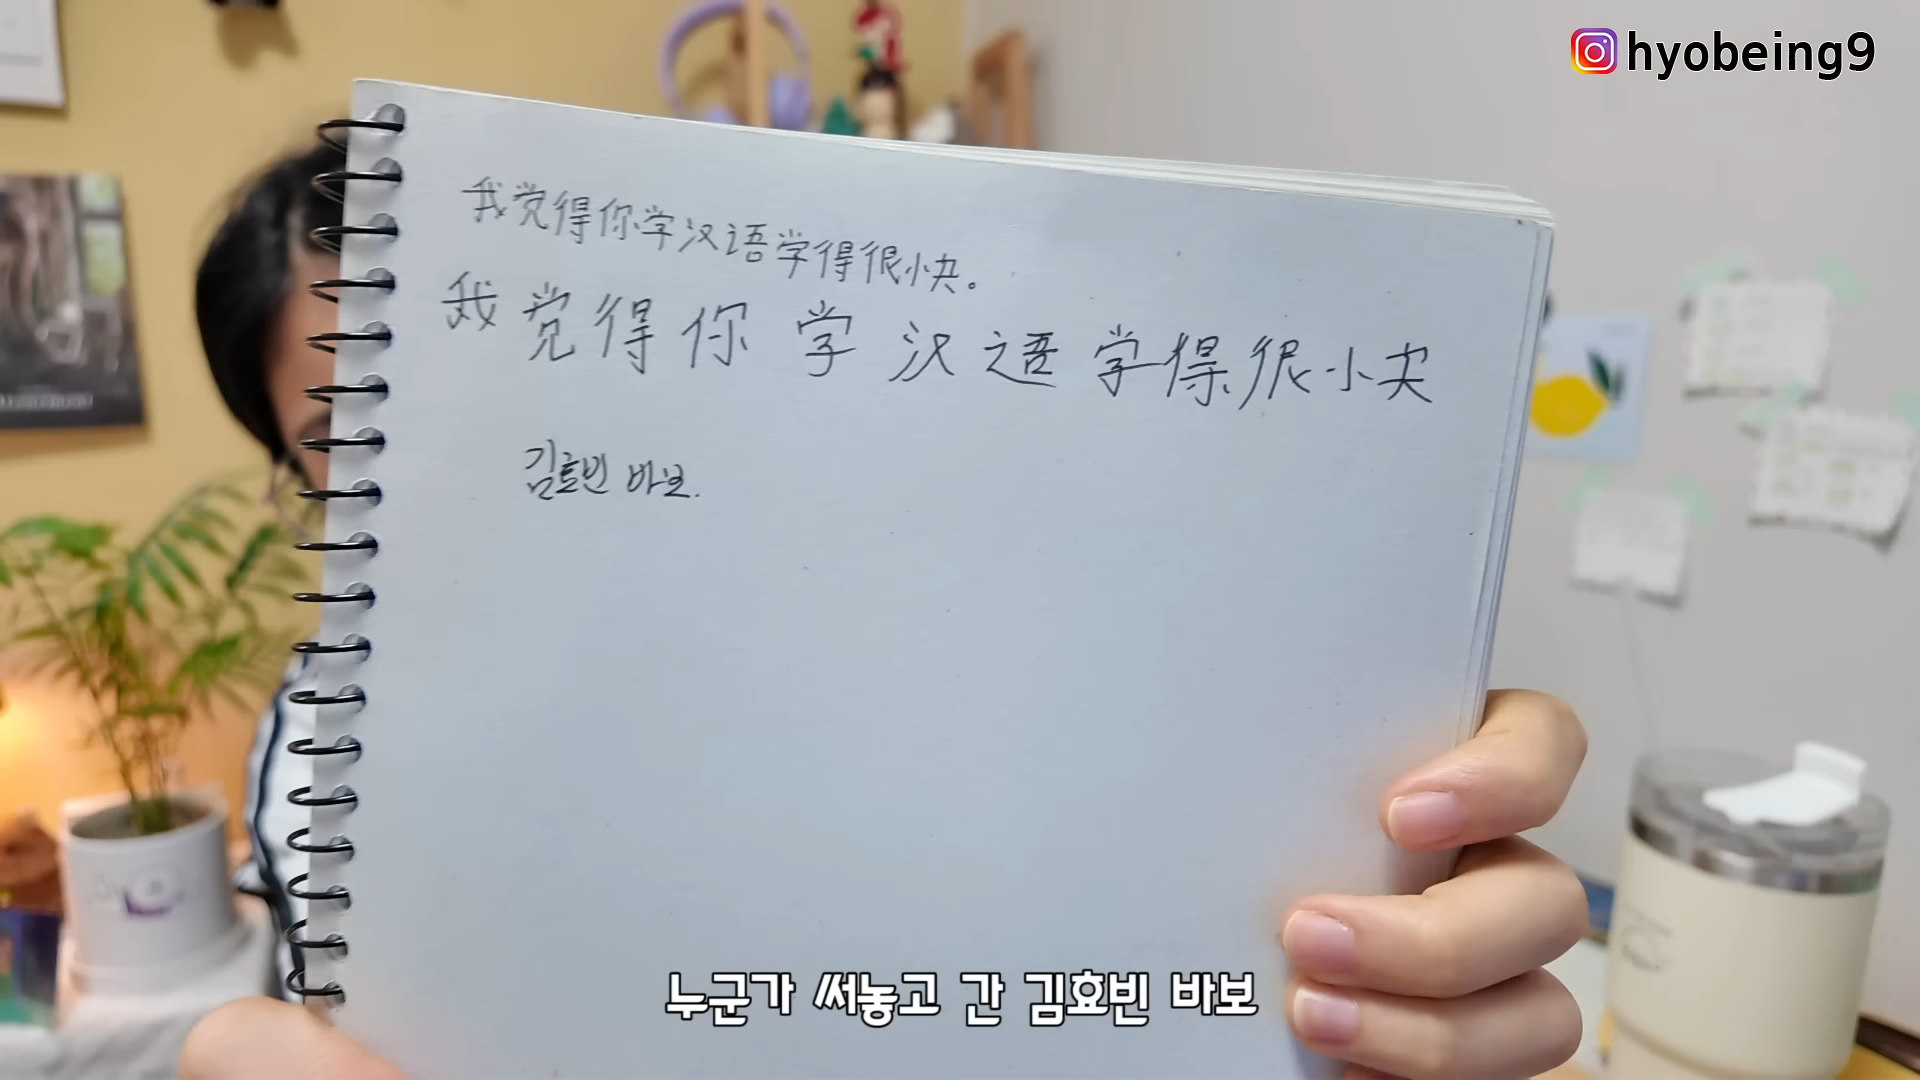 hyobeing9
我觉得你学汉语学得很快。
我觉得你学汉语学得很快
김효빈 바보.
누군가 써놓고 간 김효빈 바보